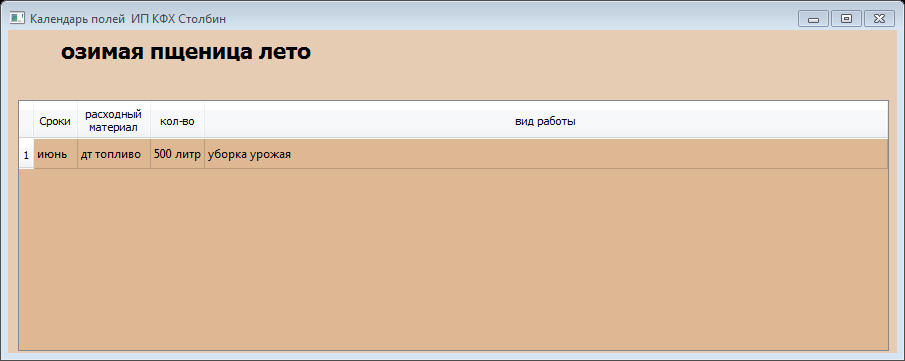 Календарь полей ИП КФХ Столбин
озимая пщеница лето
Сроки расходный материал кол-во вид работы
1 июнь дт топливо 500 литр уборка урожая